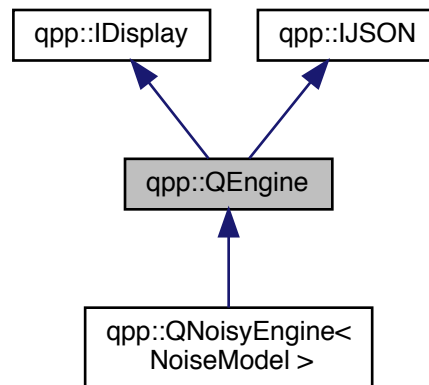 qpp::IDisplay
qpp::IJSON
qpp::QEngine
qpp::QNoisyEngine<
NoiseModel >